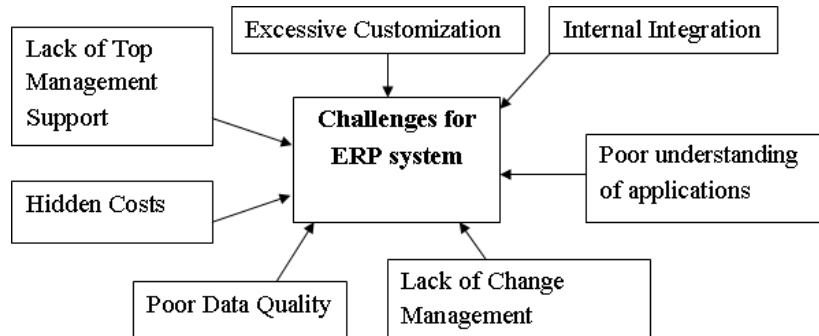 Excessive Customization
Internal Integration
Lack of Top
Management
Support
Challenges for
ERP system
Poor understanding
of applications
Hidden Costs
Poor Data Quality
Lack of Change
Management